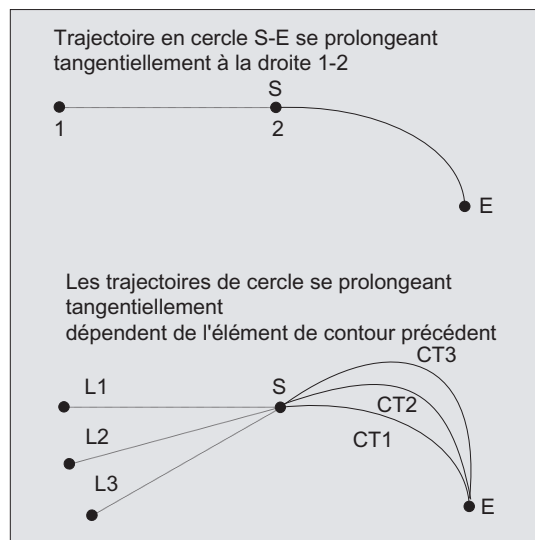 Trajectoire en cercle S-E se prolongeant
tangentiellement à la droite 1-2
S
1
2
E
Les trajectoires de cercle se prolongeant
tangentiellement
dépendent de l'élément de contour précédent
CT3
L1
S
CT2
L2
CT1
L3
E